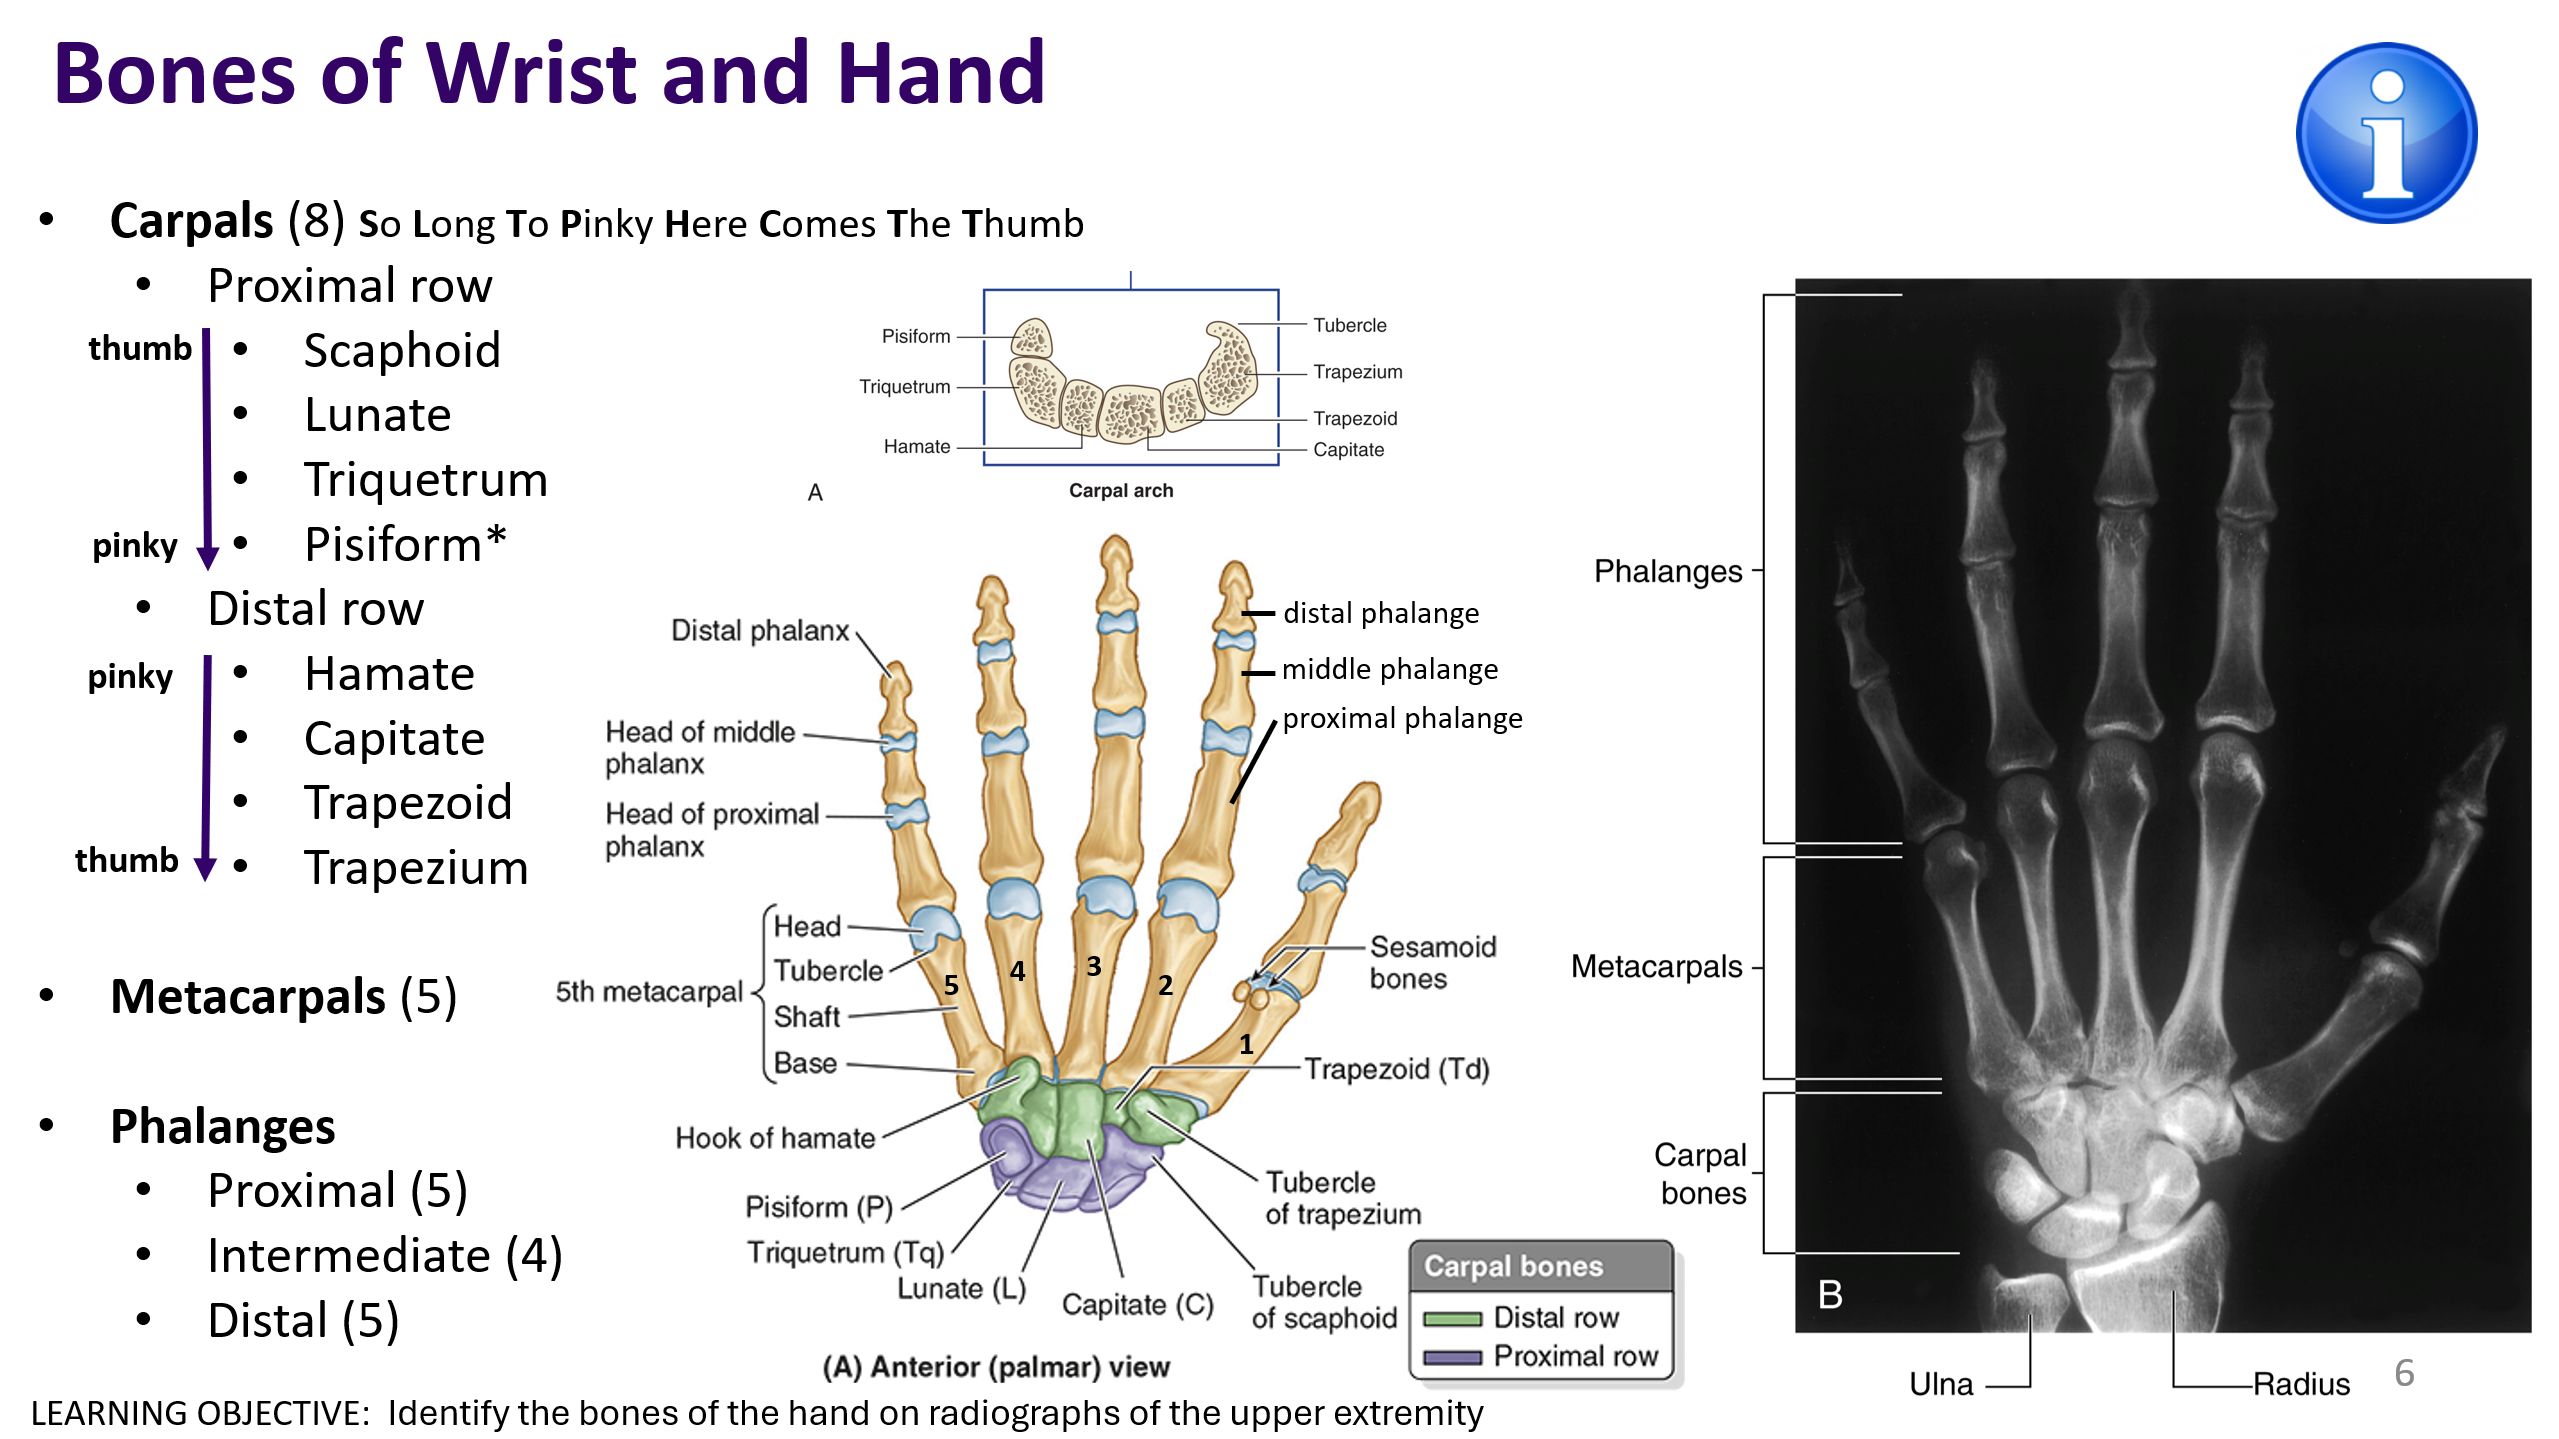 Bones of Wrist and Hand
• Carpals (8) So Long To Pinky Here Comes The Thumb
• Proximal row
thumb
• Scaphoid
• Lunate
• Triquetrum
pinky
• Pisiform*
• Distal row
pinky
• Hamate
• Capitate
• Trapezoid
thumb
• Trapezium
• Metacarpals (5)
• Phalanges
• Proximal (5)
• Intermediate (4)
• Distal (5)
Pisiform
Triquetrum
Hamate
Tubercle
Trapezium
Trapezoid
Capitate
A
Carpal arch
Distal phalanx
Head of middle
phalanx
Head of proximal
phalanx
5th metacarpal
Head
Tubercle
Shaft
Base
Hook of hamate
Pisiform (P)
Triquetrum (Tq)
Lunate (L)
Capitate (C)
distal phalange
middle phalange
proximal phalange
5
4
3
2
1
Sesamoid
bones
Trapezoid (Td)
Tubercle
of trapezium
Tubercle
of scaphoid
Carpal bones
Distal row
Proximal row
(A) Anterior (palmar) view
Phalanges
Metacarpals
Carpal
bones
B
Ulna
Radius
6
LEARNING OBJECTIVE: Identify the bones of the hand on radiographs of the upper extremity